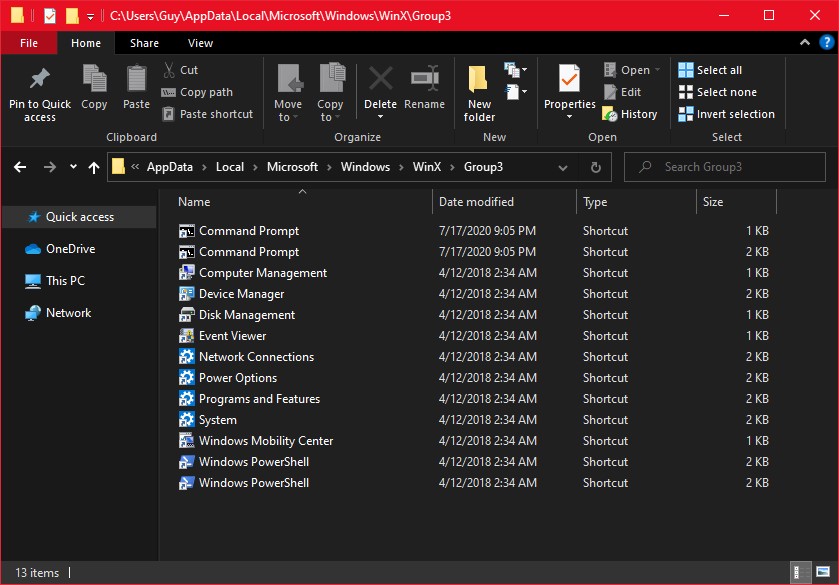 C:\Users\Guy\AppData\Local\Microsoft\Windows\WinX\Group3
File Home Share View
Pin to Quick access
Copy
Paste
Cut
Copy path
Paste shortcut
Move to
Copy to
Delete
Rename
New folder
Properties
Open
Edit
History
Select all
Select none
Invert selection
Clipboard Organize New Open Select
« AppData › Local › Microsoft › Windows › WinX › Group3
Search Group3
Quick access
OneDrive
This PC
Network
Name Date modified Type Size
Command Prompt 7/17/2020 9:05 PM Shortcut 1 KB
Command Prompt 7/17/2020 9:05 PM Shortcut 2 KB
Computer Management 4/12/2018 2:34 AM Shortcut 1 KB
Device Manager 4/12/2018 2:34 AM Shortcut 2 KB
Disk Management 4/12/2018 2:34 AM Shortcut 1 KB
Event Viewer 4/12/2018 2:34 AM Shortcut 1 KB
Network Connections 4/12/2018 2:34 AM Shortcut 2 KB
Power Options 4/12/2018 2:34 AM Shortcut 2 KB
Programs and Features 4/12/2018 2:34 AM Shortcut 2 KB
System 4/12/2018 2:34 AM Shortcut 2 KB
Windows Mobility Center 4/12/2018 2:34 AM Shortcut 1 KB
Windows PowerShell 4/12/2018 2:34 AM Shortcut 2 KB
Windows PowerShell 4/12/2018 2:34 AM Shortcut 2 KB
13 items